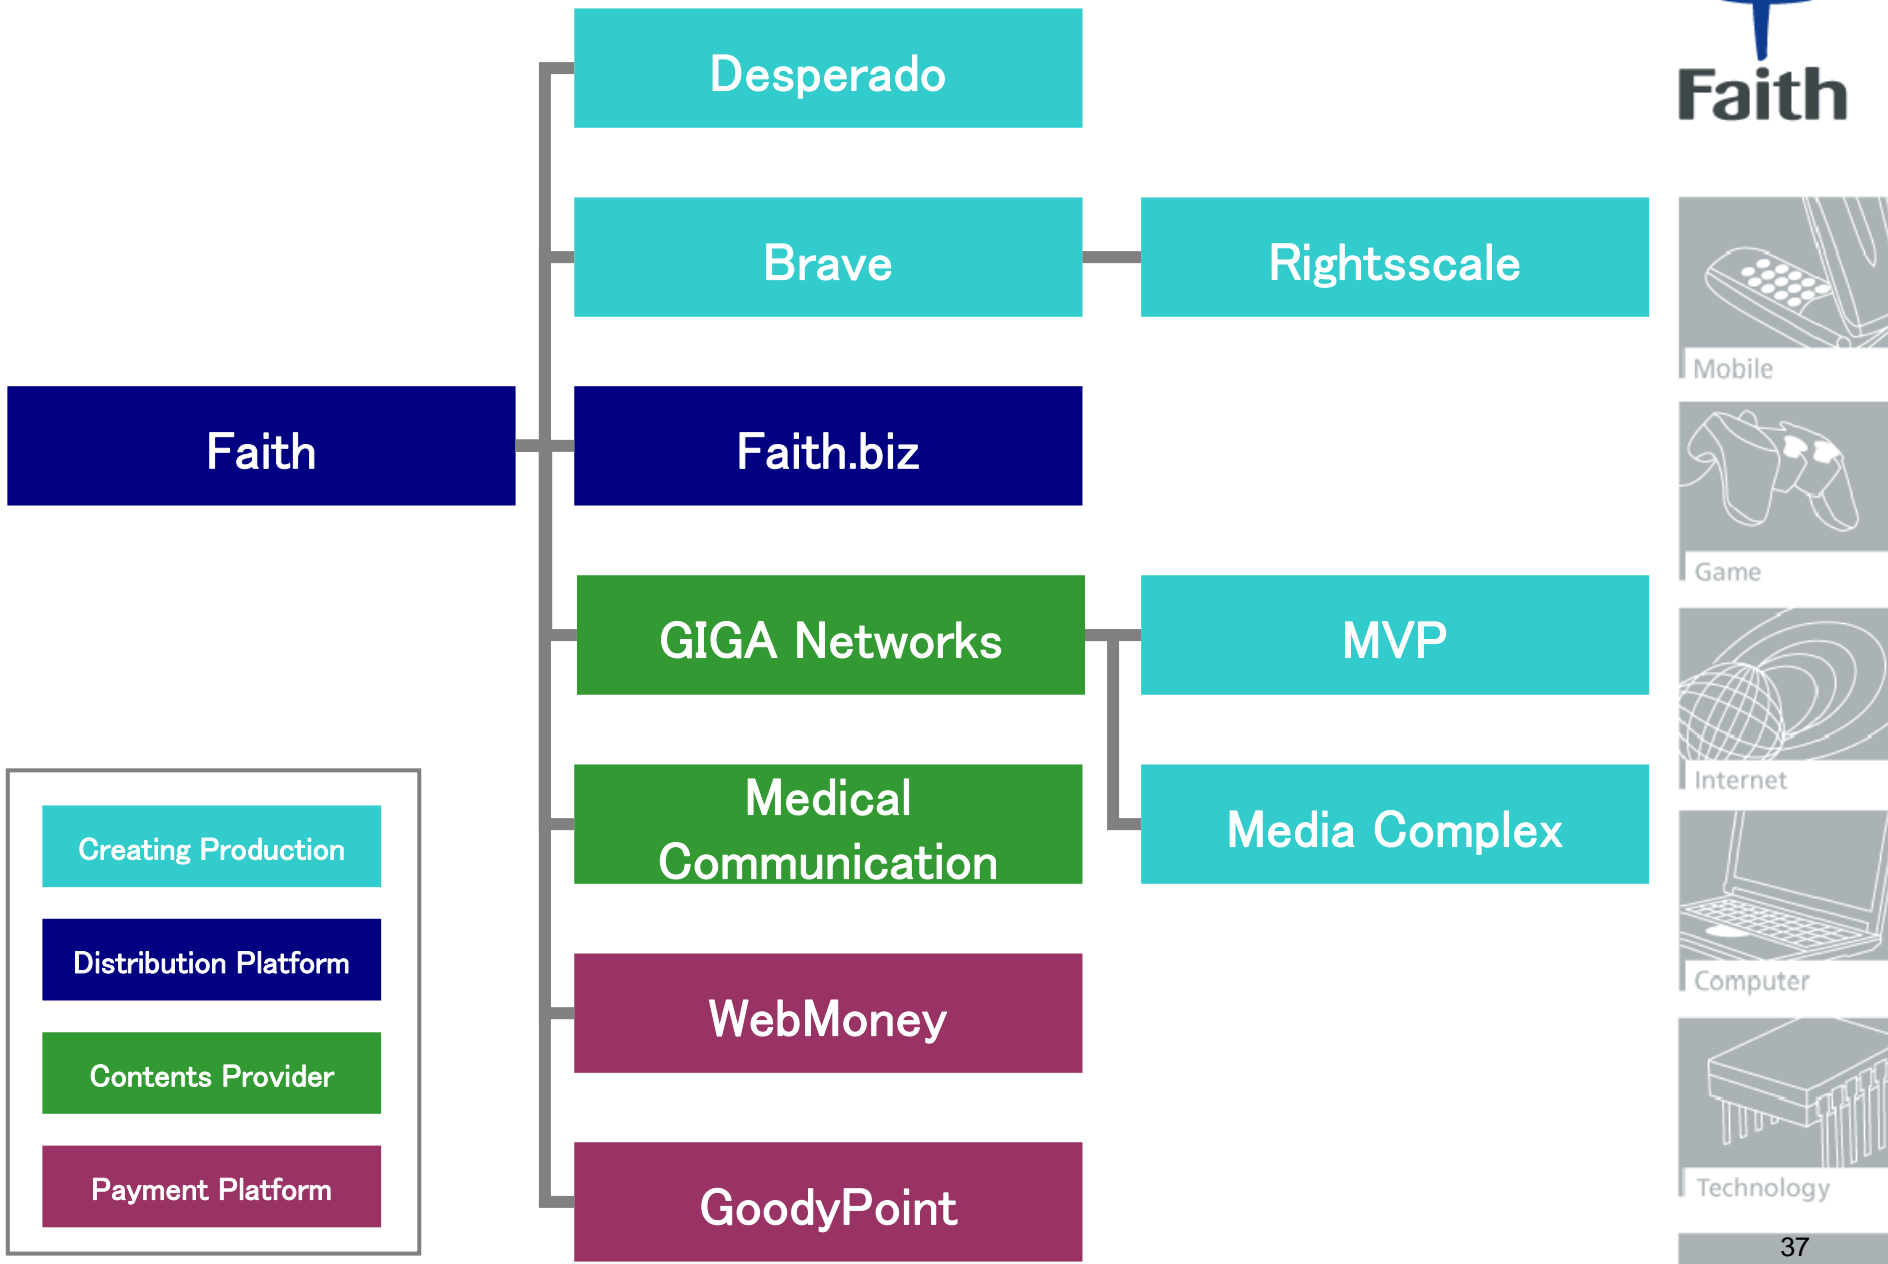 Desperado
Faith
Brave
Rightsscale
Mobile
Faith
Faith.biz
Game
GIGA Networks
MVP
Internet
Medical
Communication
Media Complex
Creating Production
Distribution Platform
Computer
WebMoney
Contents Provider
Payment Platform
GoodyPoint
Technology
37